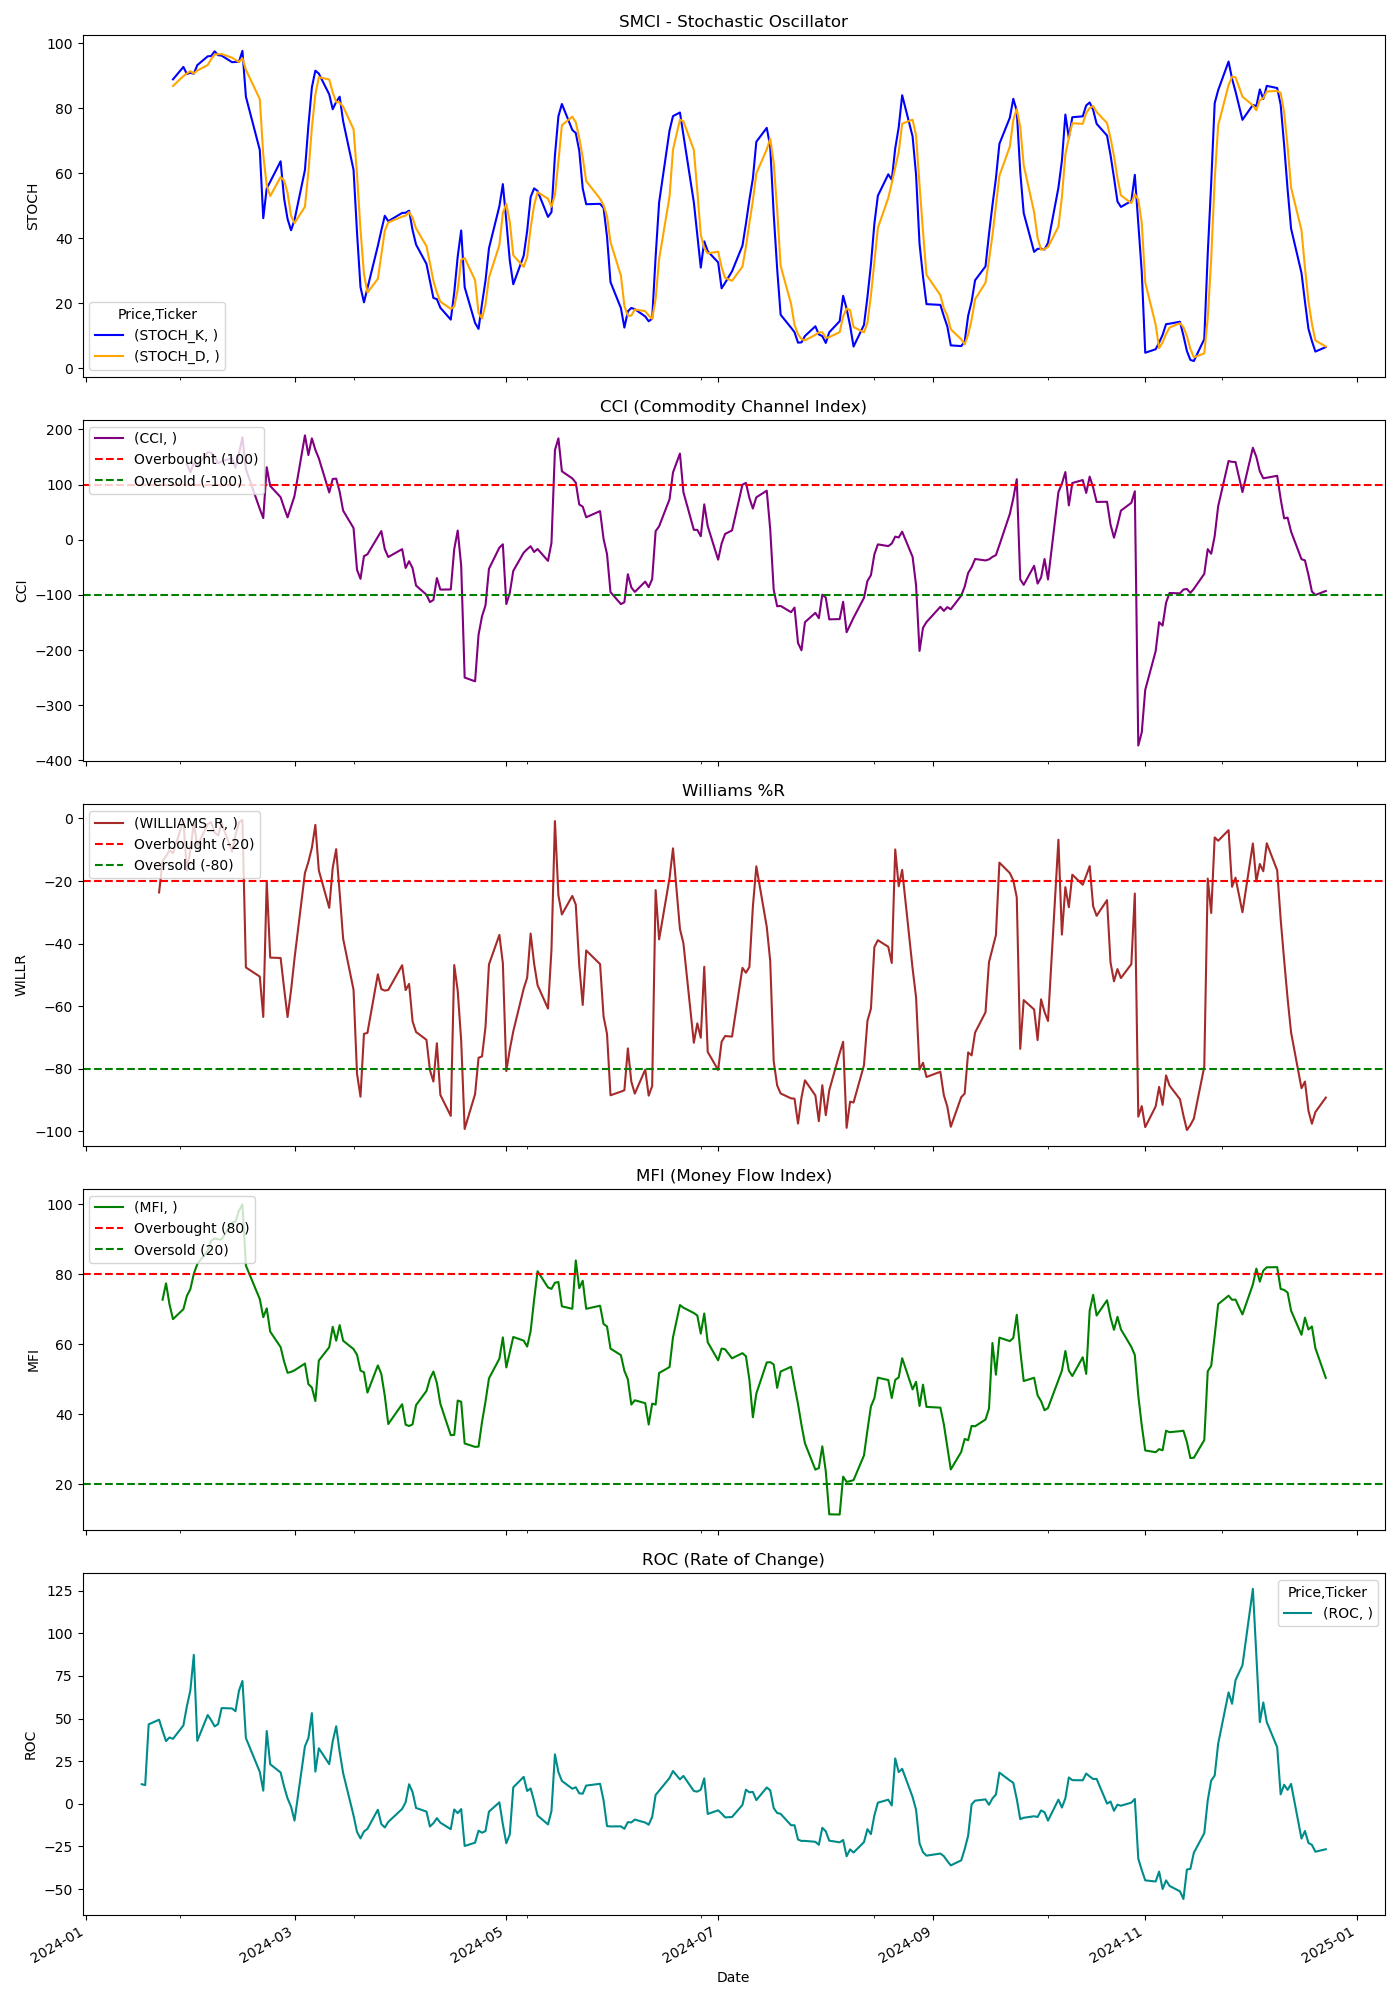 SMCI - Stochastic Oscillator
100
80
60
40
20
0
STOCH
Price,Ticker
(STOCH_K, )
(STOCH_D, )
CCI (Commodity Channel Index)
200
100
0
−100
−200
−300
−400
CCI
(CCI, )
Overbought (100)
Oversold (-100)
Williams %R
0
−20
−40
−60
−80
−100
WILLR
(WILLIAMS_R, )
Overbought (-20)
Oversold (-80)
MFI (Money Flow Index)
100
80
60
40
20
MFI
(MFI, )
Overbought (80)
Oversold (20)
ROC (Rate of Change)
125
100
75
50
25
0
−25
−50
ROC
Price,Ticker
(ROC, )
2024-01
2024-03
2024-05
2024-07
2024-09
2024-11
2025-01
Date